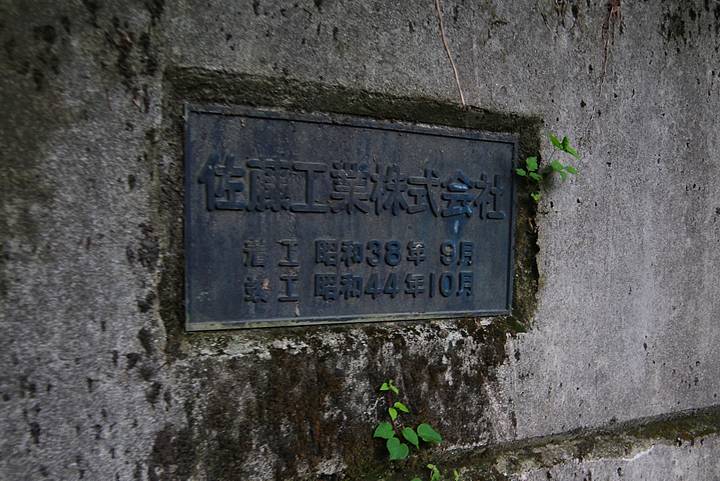 佐藤工業株式会社
着工 昭和38年 9月
竣工 昭和44年10月